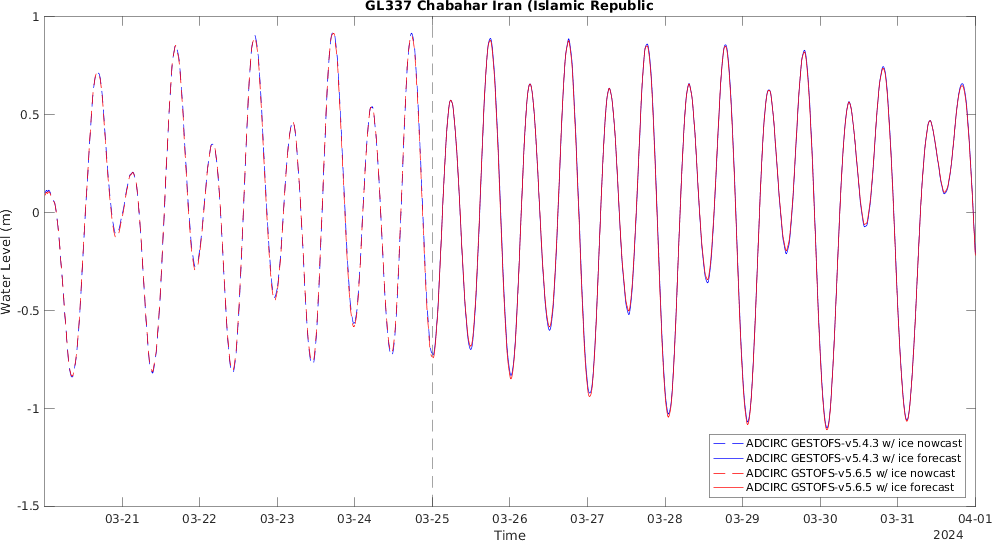 GL337 Chabahar Iran (Islamic Republic
1
0.5
0
-0.5
-1
-1.5
Water Level (m)
ADCIRC GESTOFS-v5.4.3 w/ ice nowcast
ADCIRC GESTOFS-v5.4.3 w/ ice forecast
ADCIRC GSTOFS-v5.6.5 w/ ice nowcast
ADCIRC GSTOFS-v5.6.5 w/ ice forecast
03-21 03-22 03-23 03-24 03-25 03-26 03-27 03-28 03-29 03-30 03-31 04-01
Time
2024